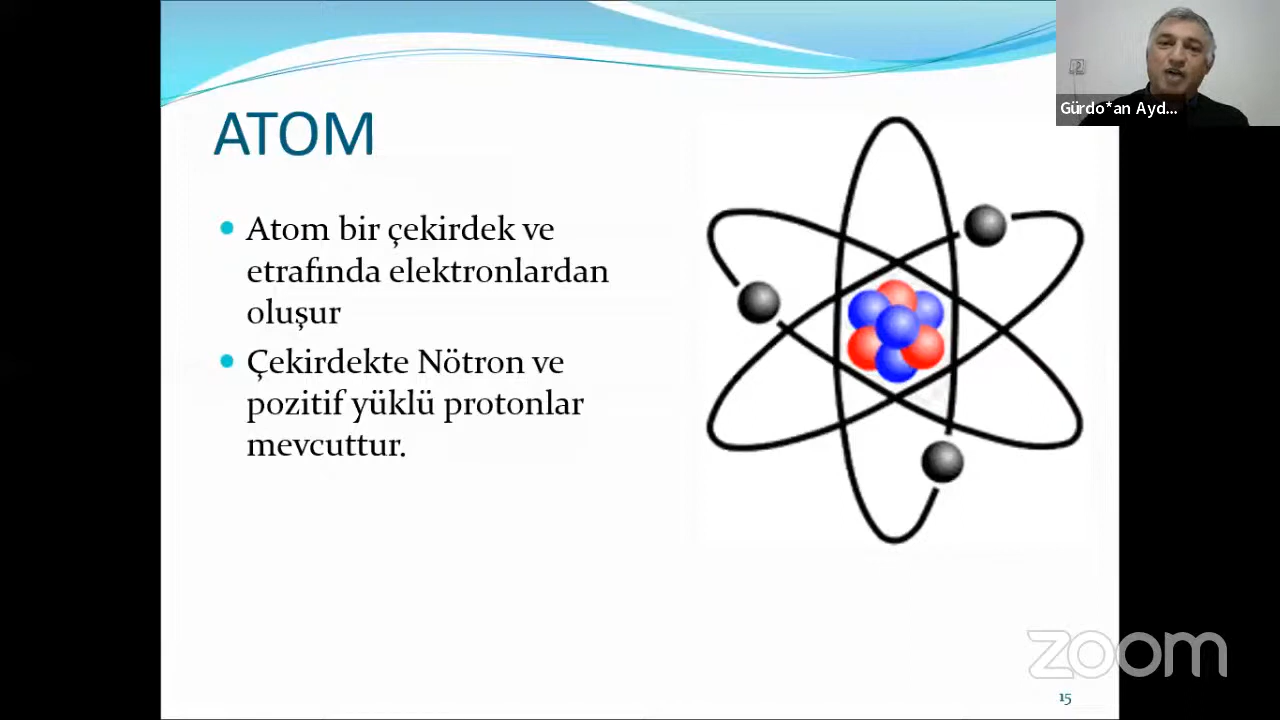 Gürdo*an Ayd...
ATOM
Atom bir çekirdek ve
etrafında elektronlardan
oluşur
Çekirdekte Nötron ve
pozitif yüklü protonlar
mevcuttur.
zoom
15